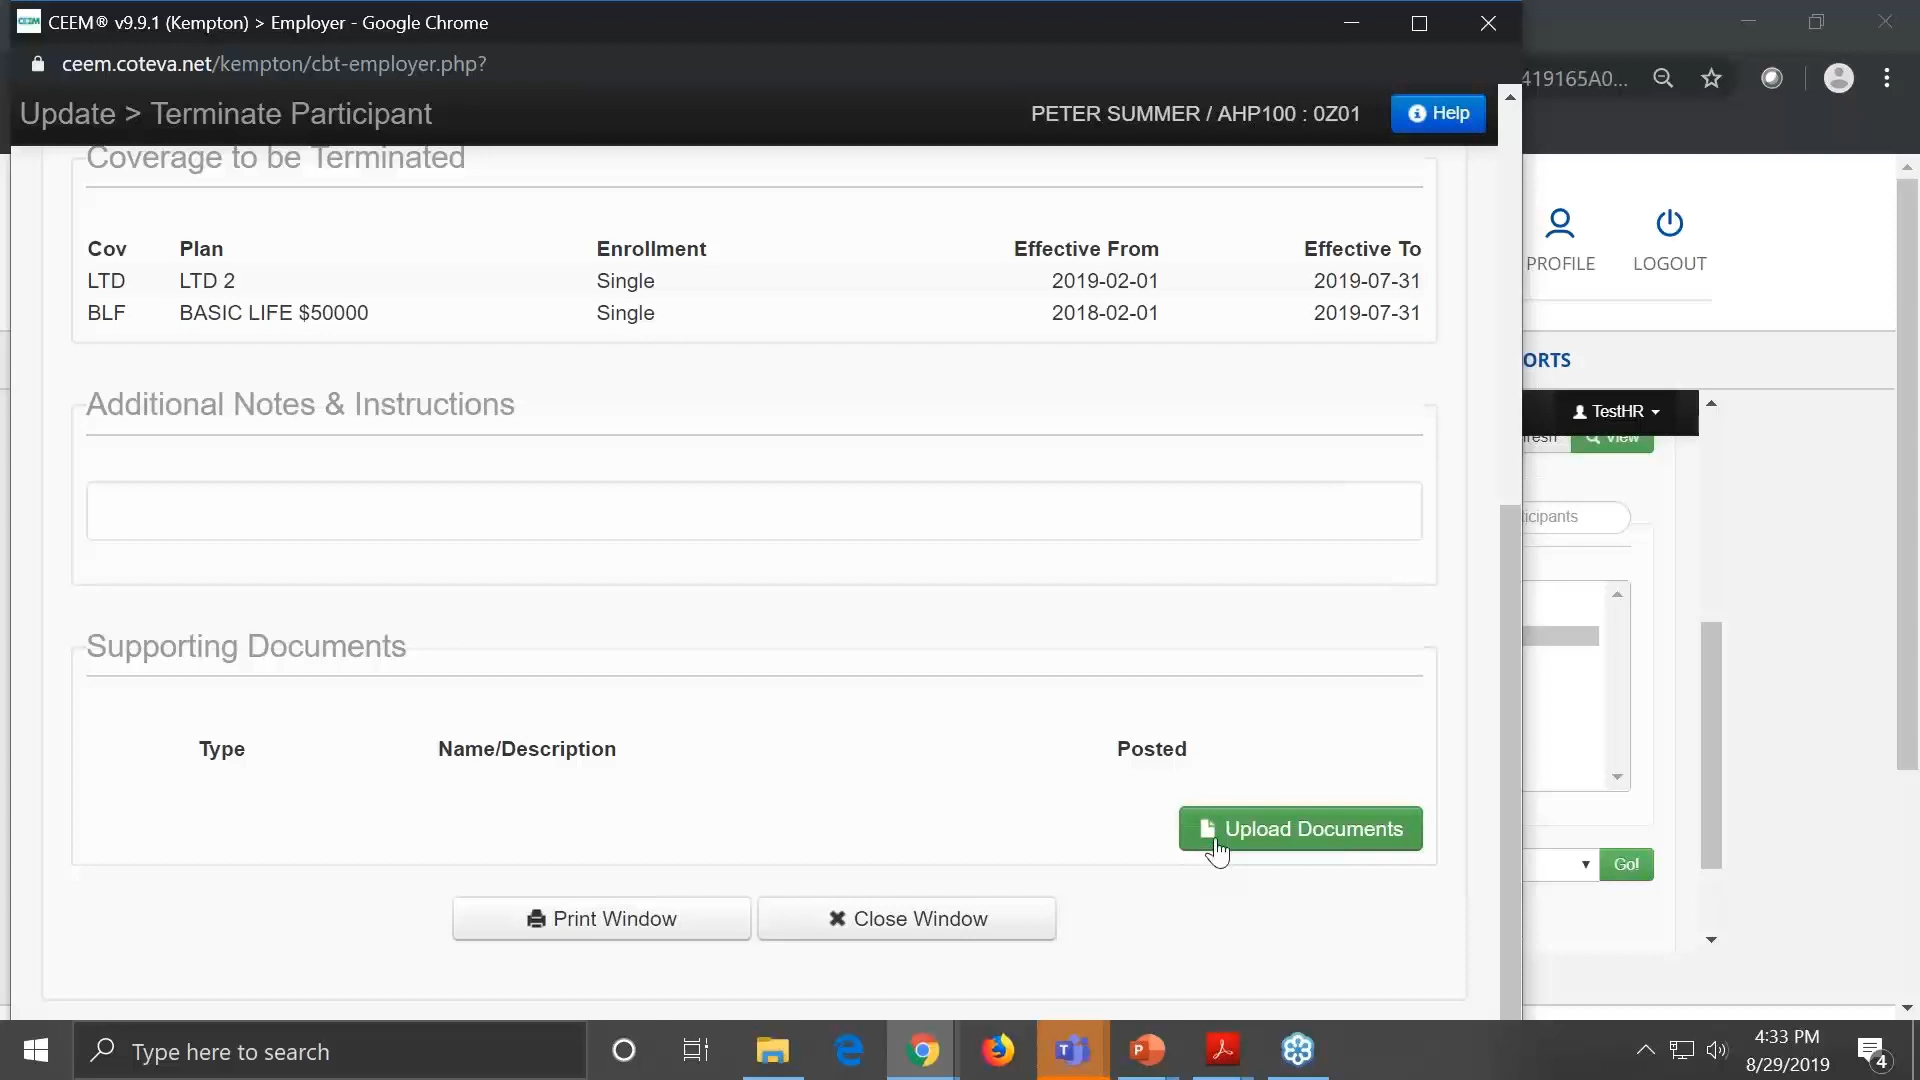 CEEM® v9.9.1 (Kempton) > Employer - Google Chrome
ceem.coteva.net/kempton/cbt-employer.php?
419165A0...
Update > Terminate Participant
PETER SUMMER / AHP100 : 0Z01
Help
Coverage to be Terminated
Cov Plan Enrollment Effective From Effective To
LTD LTD 2 Single 2019-02-01 2019-07-31
BLF BASIC LIFE $50000 Single 2018-02-01 2019-07-31
PROFILE LOGOUT
ORTS
TestHR
View
Additional Notes & Instructions
ticipants
Supporting Documents
Type Name/Description Posted
Upload Documents
Go!
Print Window Close Window
Type here to search
4:33 PM
8/29/2019
4